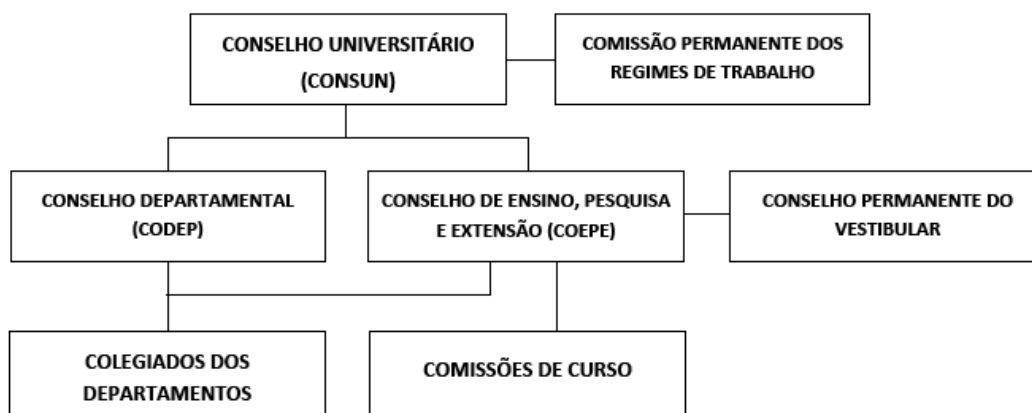 CONSELHO UNIVERSITÁRIO
(CONSUN)
COMISSÃO PERMANENTE DOS
REGIMES DE TRABALHO
CONSELHO DEPARTAMENTAL
(CODEP)
CONSELHO DE ENSINO, PESQUISA
E EXTENSÃO (COEPE)
CONSELHO PERMANENTE DO
VESTIBULAR
COLEGIADOS DOS
DEPARTAMENTOS
COMISSÕES DE CURSO